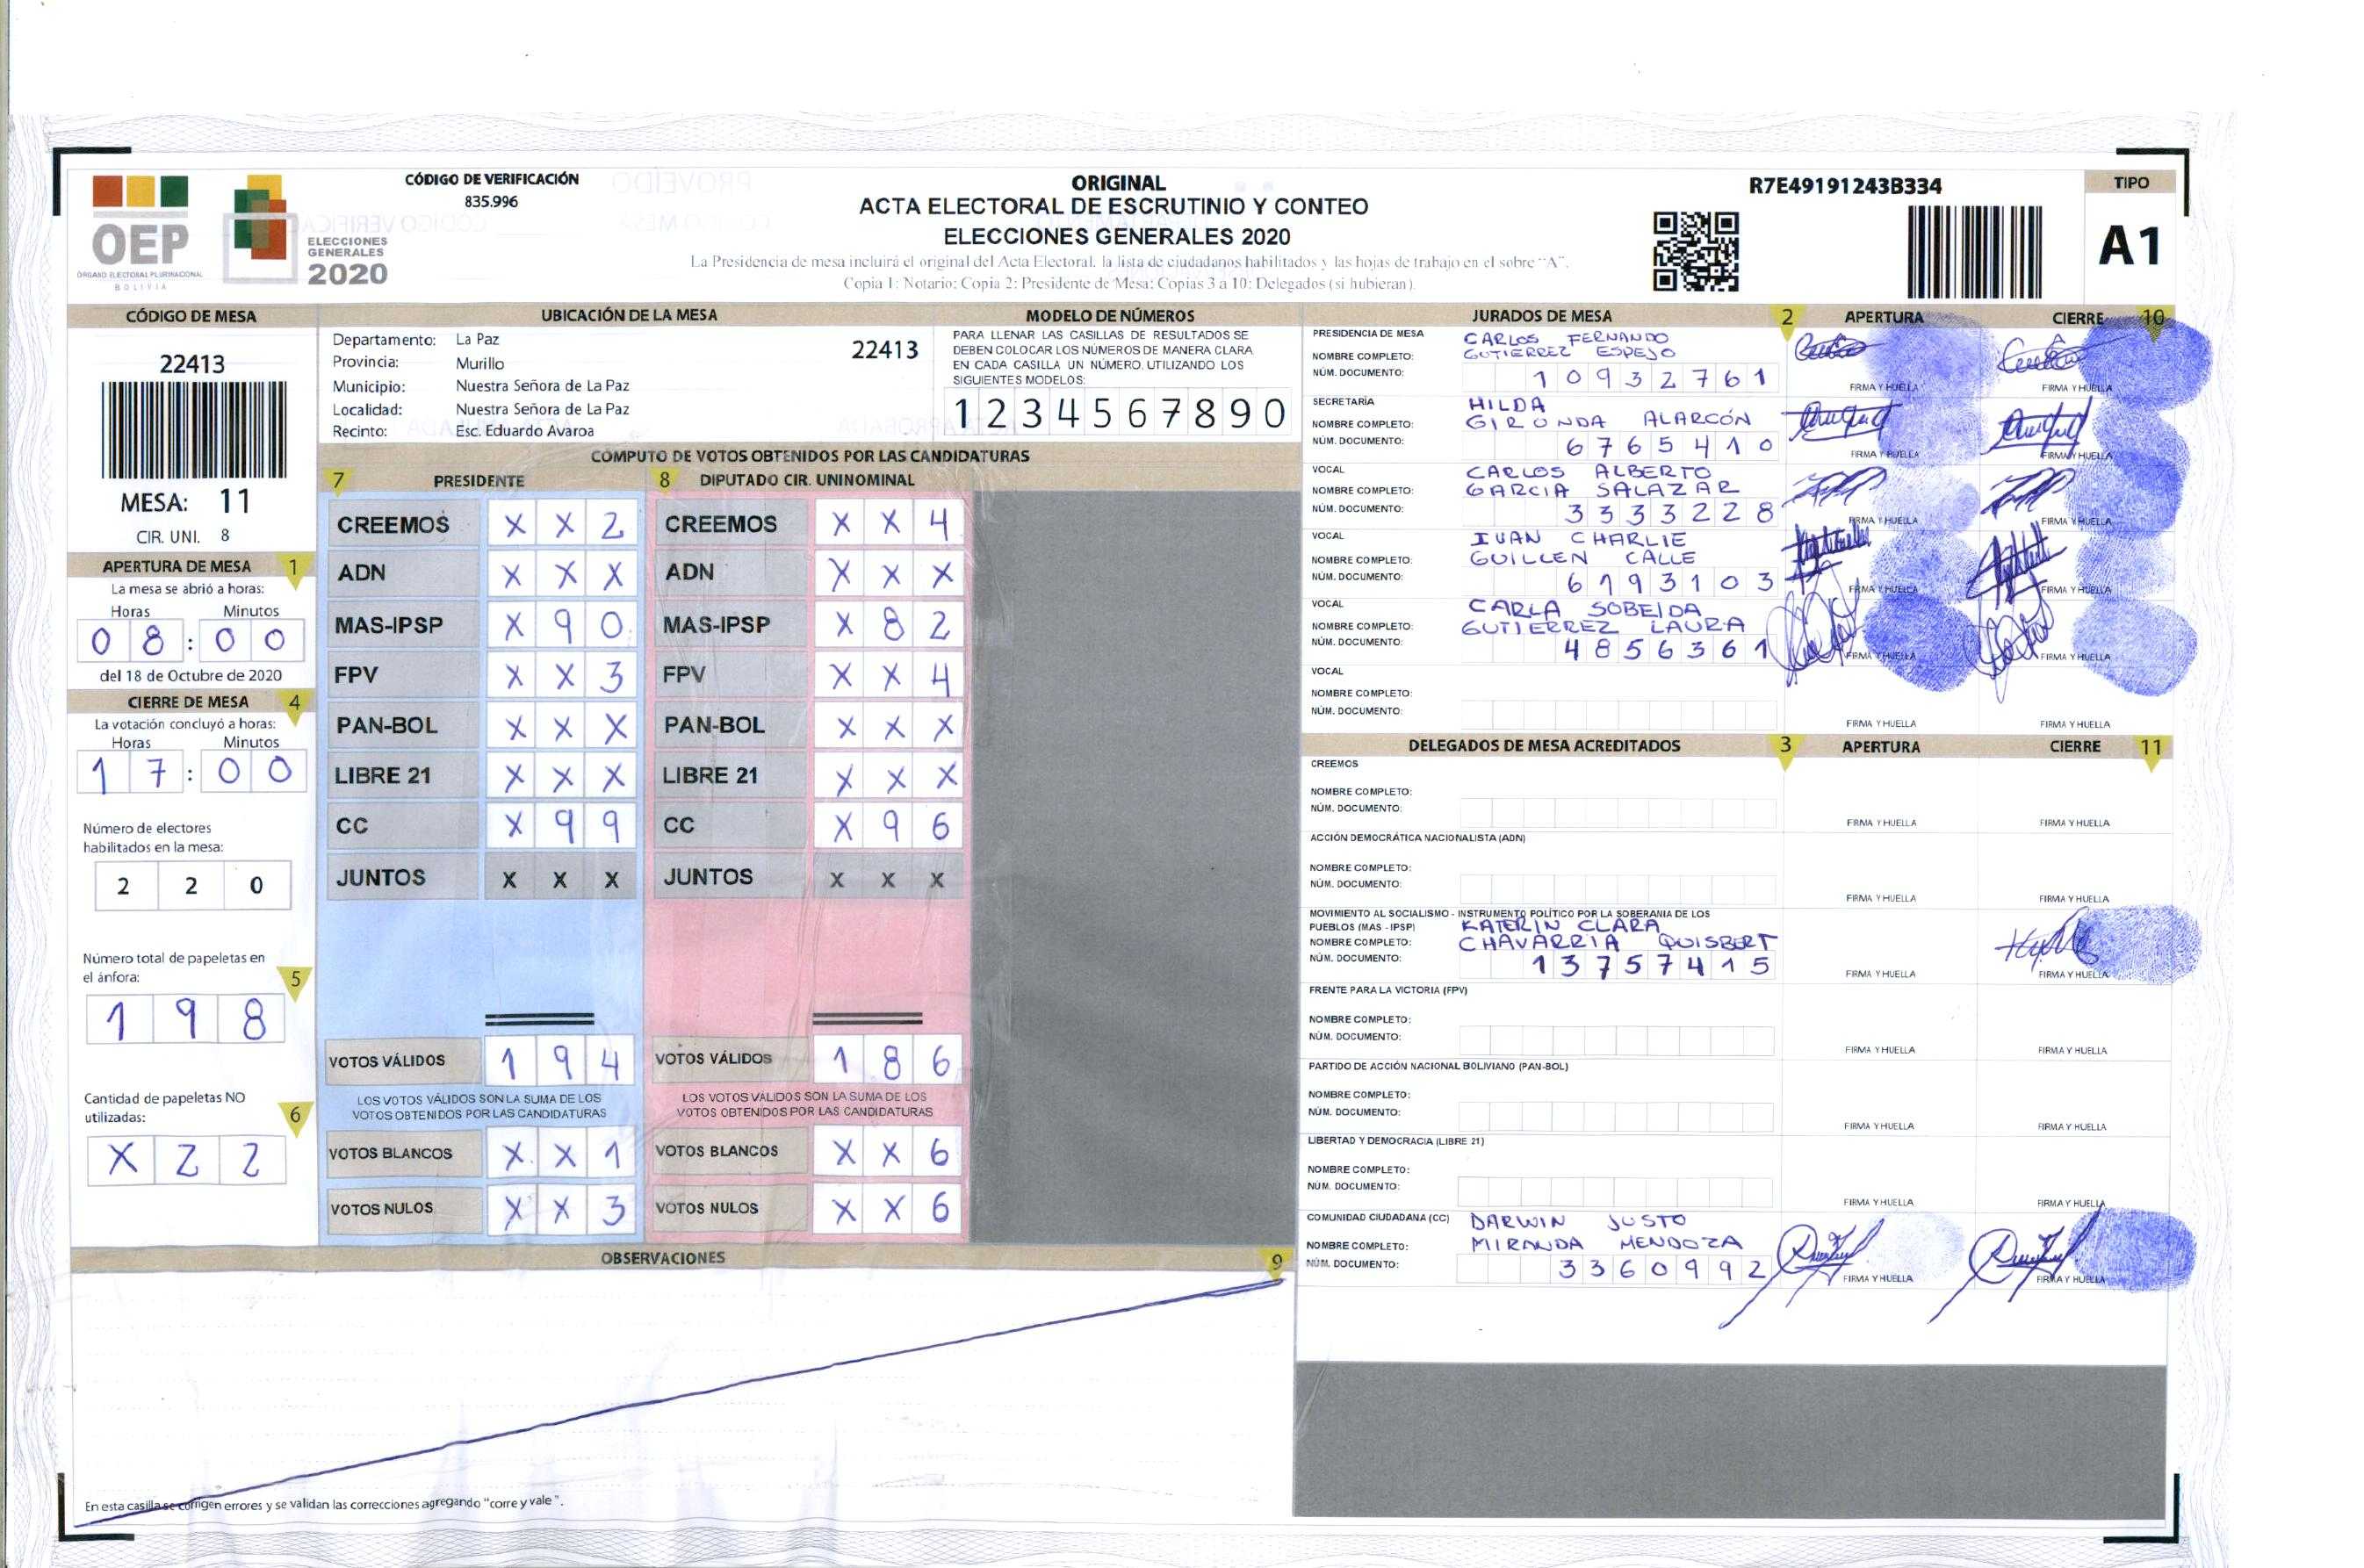 CÓDIGO DE VERIFICACIÓN
835.996
OEP
ÓRGANO ELECTORAL PLURINACIONAL
BOLIVIA
ELECCIONES
GENERALES
2020
ORIGINAL
ACTA ELECTORAL DE ESCRUTINIO Y CONTEO
ELECCIONES GENERALES 2020
La Presidencia de mesa incluirá el original del Acta Electoral, la lista de ciudadanos habilitados y las hojas de trabajo en el sobre "A".
Copia 1: Notario; Copia 2: Presidente de Mesa; Copias 3 a 10: Delegados (si hubieran).
R7E49191243B334
TIPO
A1
CÓDIGO DE MESA
22413
MESA: 11
CIR. UNI. 8
APERTURA DE MESA 1
La mesa se abrió a horas:
Horas Minutos
0 8 : 0 0
del 18 de Octubre de 2020
CIERRE DE MESA 4
La votación concluyó a horas:
Horas Minutos
1 7 : 0 0
Número de electores
habilitados en la mesa:
2 2 0
Número total de papeletas en
el ánfora: 5
1 9 8
Cantidad de papeletas NO
utilizadas: 6
X 2 2
UBICACIÓN DE LA MESA
Departamento: La Paz
22413
Provincia: Murillo
Municipio: Nuestra Señora de La Paz
Localidad: Nuestra Señora de La Paz
Recinto: Esc. Eduardo Avaroa
MODELO DE NÚMEROS
PARA LLENAR LAS CASILLAS DE RESULTADOS SE
DEBEN COLOCAR LOS NÚMEROS DE MANERA CLARA
EN CADA CASILLA UN NÚMERO, UTILIZANDO LOS
SIGUIENTES MODELOS:
1 2 3 4 5 6 7 8 9 0
COMPUTO DE VOTOS OBTENIDOS POR LAS CANDIDATURAS
7 PRESIDENTE 8 DIPUTADO CIR. UNINOMINAL
CREEMOS X X 2 CREEMOS X X 4
ADN X X X ADN X X X
MAS-IPSP X 9 0 MAS-IPSP X 8 2
FPV X X 3 FPV X X 4
PAN-BOL X X X PAN-BOL X X X
LIBRE 21 X X X LIBRE 21 X X X
CC X 9 9 CC X 9 6
JUNTOS X X X JUNTOS X X X
VOTOS VÁLIDOS 1 9 4 VOTOS VÁLIDOS 1 8 6
LOS VOTOS VÁLIDOS SON LA SUMA DE LOS
VOTOS OBTENIDOS POR LAS CANDIDATURAS
LOS VOTOS VÁLIDOS SON LA SUMA DE LOS
VOTOS OBTENIDOS POR LAS CANDIDATURAS
VOTOS BLANCOS X X 1 VOTOS BLANCOS X X 6
VOTOS NULOS X X 3 VOTOS NULOS X X 6
OBSERVACIONES 9
En esta casilla se corrigen errores y se validan las correcciones agregando "corre y vale".
JURADOS DE MESA 2 APERTURA CIERRE 10
PRESIDENCIA DE MESA CARLOS FERNANDO
NOMBRE COMPLETO: GUTIERREZ ESPEJO
NÚM. DOCUMENTO: 1 0 9 3 2 7 6 1
FIRMA Y HUELLA FIRMA Y HUELLA
SECRETARÍA HILDA
NOMBRE COMPLETO: GIRONDA ALARCÓN
NÚM. DOCUMENTO: 6 7 6 5 4 1 0
FIRMA Y HUELLA FIRMA Y HUELLA
VOCAL CARLOS ALBERTO
NOMBRE COMPLETO: GARCIA SALAZAR
NÚM. DOCUMENTO: 3 3 3 3 2 2 8
FIRMA Y HUELLA FIRMA Y HUELLA
VOCAL IVAN CHARLIE
NOMBRE COMPLETO: GUILLEN CALLE
NÚM. DOCUMENTO: 6 1 9 3 1 0 3
FIRMA Y HUELLA FIRMA Y HUELLA
VOCAL CARLA SOBEIDA
NOMBRE COMPLETO: GUTIERREZ LAURA
NÚM. DOCUMENTO: 4 8 5 6 3 6 1
FIRMA Y HUELLA FIRMA Y HUELLA
VOCAL
NOMBRE COMPLETO:
NÚM. DOCUMENTO:
FIRMA Y HUELLA FIRMA Y HUELLA
DELEGADOS DE MESA ACREDITADOS 3 APERTURA CIERRE 11
CREEMOS
NOMBRE COMPLETO:
NÚM. DOCUMENTO:
FIRMA Y HUELLA FIRMA Y HUELLA
ACCIÓN DEMOCRÁTICA NACIONALISTA (ADN)
NOMBRE COMPLETO:
NÚM. DOCUMENTO:
FIRMA Y HUELLA FIRMA Y HUELLA
MOVIMIENTO AL SOCIALISMO - INSTRUMENTO POLÍTICO POR LA SOBERANIA DE LOS
PUEBLOS (MAS - IPSP) KATERIN CLARA
NOMBRE COMPLETO: CHAVARRIA QUISBERT
NÚM. DOCUMENTO: 1 3 7 5 7 4 1 5
FIRMA Y HUELLA FIRMA Y HUELLA
FRENTE PARA LA VICTORIA (FPV)
NOMBRE COMPLETO:
NÚM. DOCUMENTO:
FIRMA Y HUELLA FIRMA Y HUELLA
PARTIDO DE ACCIÓN NACIONAL BOLIVIANO (PAN-BOL)
NOMBRE COMPLETO:
NÚM. DOCUMENTO:
FIRMA Y HUELLA FIRMA Y HUELLA
LIBERTAD Y DEMOCRACIA (LIBRE 21)
NOMBRE COMPLETO:
NÚM. DOCUMENTO:
FIRMA Y HUELLA FIRMA Y HUELLA
COMUNIDAD CIUDADANA (CC) DARWIN JUSTO
NOMBRE COMPLETO: MIRANDA MENDOZA
NÚM. DOCUMENTO: 3 3 6 0 9 9 2
FIRMA Y HUELLA FIRMA Y HUELLA